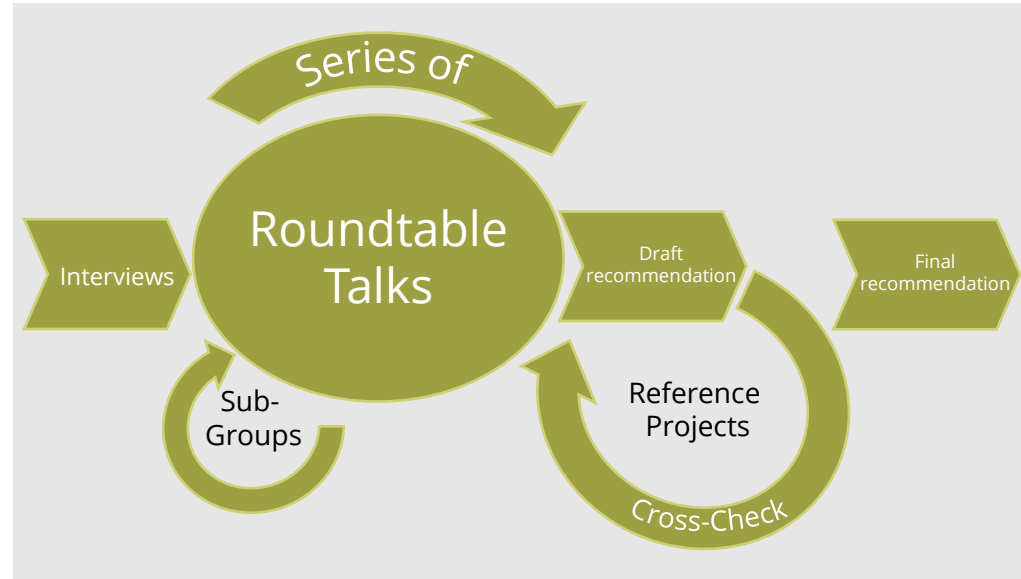 Series of
Roundtable
Talks
Interviews
Draft
recommendation
Final
recommendation
Sub-
Groups
Reference
Projects
Cross-Check